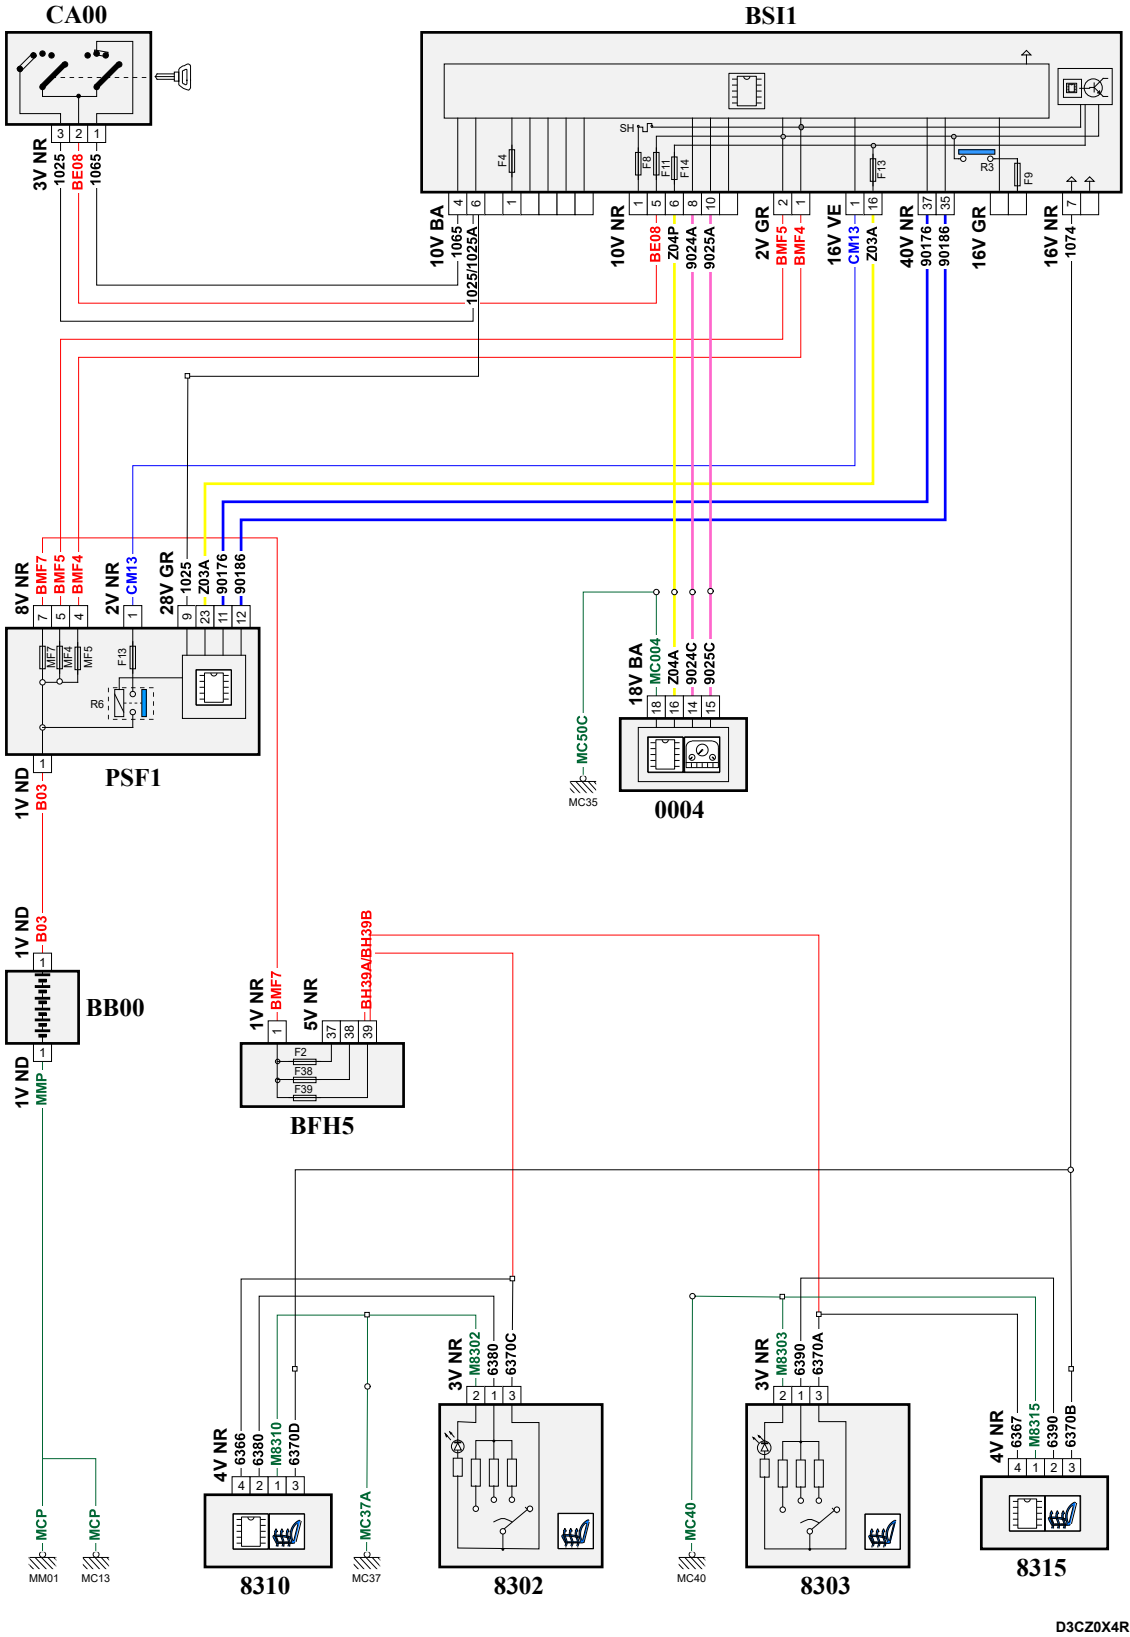 CA00
BSI1
3 2 1
3V NR
1025
BE08
1065
SH
F4
F8
F11
F14
F13
R3
F9
4 6 1
1 5 6 8 10
2 1
1 16
37 35
7
10V BA
1065
1025/1025A
10V NR
BE08
Z04P
9024A
9025A
2V GR
BMF5
BMF4
16V VE
CM13
Z03A
40V NR
90176
90186
16V GR
16V NR
1074
8V NR
BMF7
BMF5
BMF4
2V NR
CM13
28V GR
1025
Z03A
90176
90186
7 5 4
1
9 23 11 12
MF7
MF4
MF5
F13
R6
1
PSF1
1V ND
B03
18V BA
MC004
Z04A
9024C
9025C
18 16 14 15
MC50C
MC35
0004
1V ND
B03
1
BB00
1
1V ND
MMP
1V NR
BMF7
5V NR
BH39A/BH39B
1
37 38 39
F2
F38
F39
BFH5
3V NR
M8302
6380
6370C
2 1 3
3V NR
M8303
6390
6370A
2 1 3
4V NR
6366
6380
M8310
6370D
4 2 1 3
4V NR
6367
M8315
6390
6370B
4 1 2 3
MCP
MCP
MC37A
MC40
MM01
MC13
MC37
MC40
8310
8302
8303
8315
D3CZ0X4R